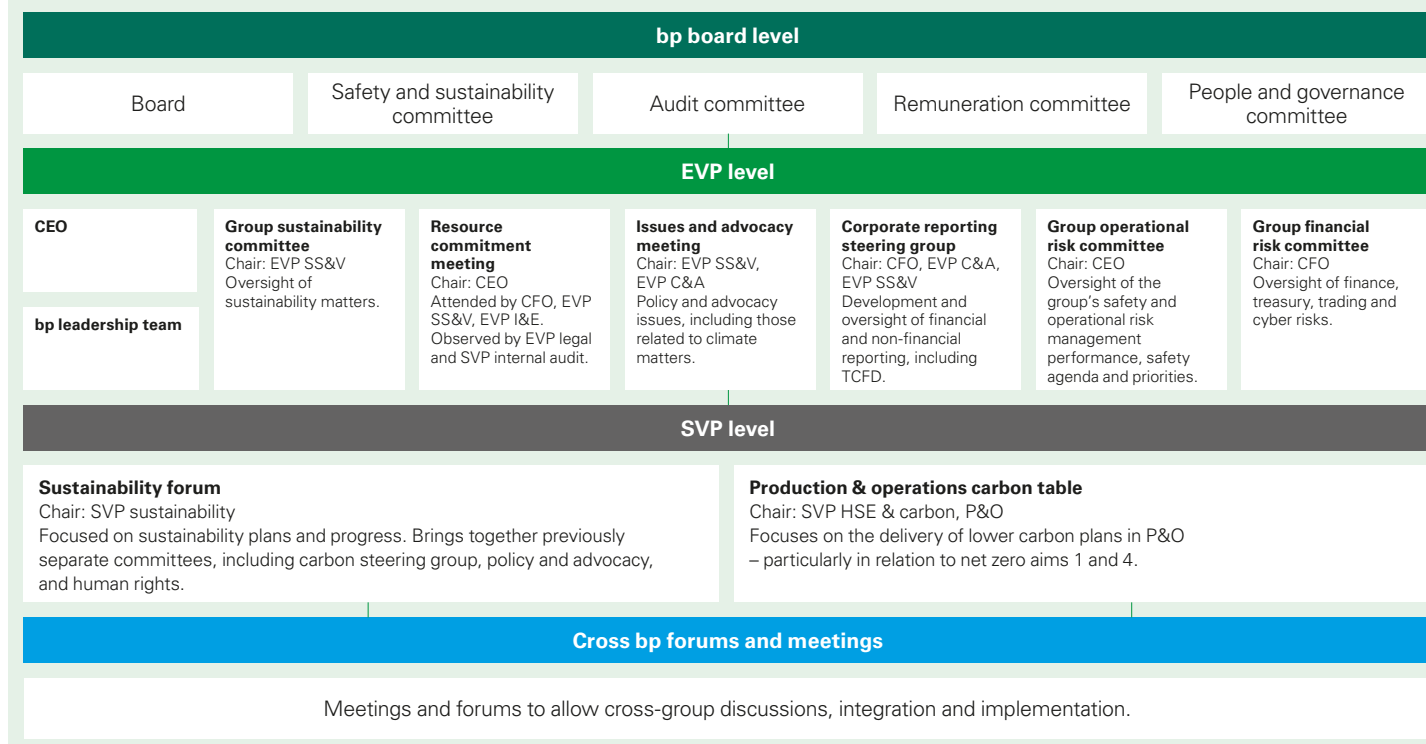 bp board level
Board
Safety and sustainability
committee
Audit committee
Remuneration committee
People and governance
committee
EVP level
CEO
bp leadership team
Group sustainability
committee
Chair: EVP SS&V
Oversight of
sustainability matters.
Resource
commitment
meeting
Chair: CEO
Attended by CFO, EVP
SS&V, EVP I&E.
Observed by EVP legal
and SVP internal audit.
Issues and advocacy
meeting
Chair: EVP SS&V,
EVP C&A
Policy and advocacy
issues, including those
related to climate
matters.
Corporate reporting
steering group
Chair: CFO, EVP C&A,
EVP SS&V
Development and
oversight of financial
and non-financial
reporting, including
TCFD.
Group operational
risk committee
Chair: CEO
Oversight of the
group's safety and
operational risk
management
performance, safety
agenda and priorities.
Group financial
risk committee
Chair: CFO
Oversight of finance,
treasury, trading and
cyber risks.
SVP level
Sustainability forum
Chair: SVP sustainability
Focused on sustainability plans and progress. Brings together previously
separate committees, including carbon steering group, policy and advocacy,
and human rights.
Production & operations carbon table
Chair: SVP HSE & carbon, P&O
Focuses on the delivery of lower carbon plans in P&O
– particularly in relation to net zero aims 1 and 4.
Cross bp forums and meetings
Meetings and forums to allow cross-group discussions, integration and implementation.